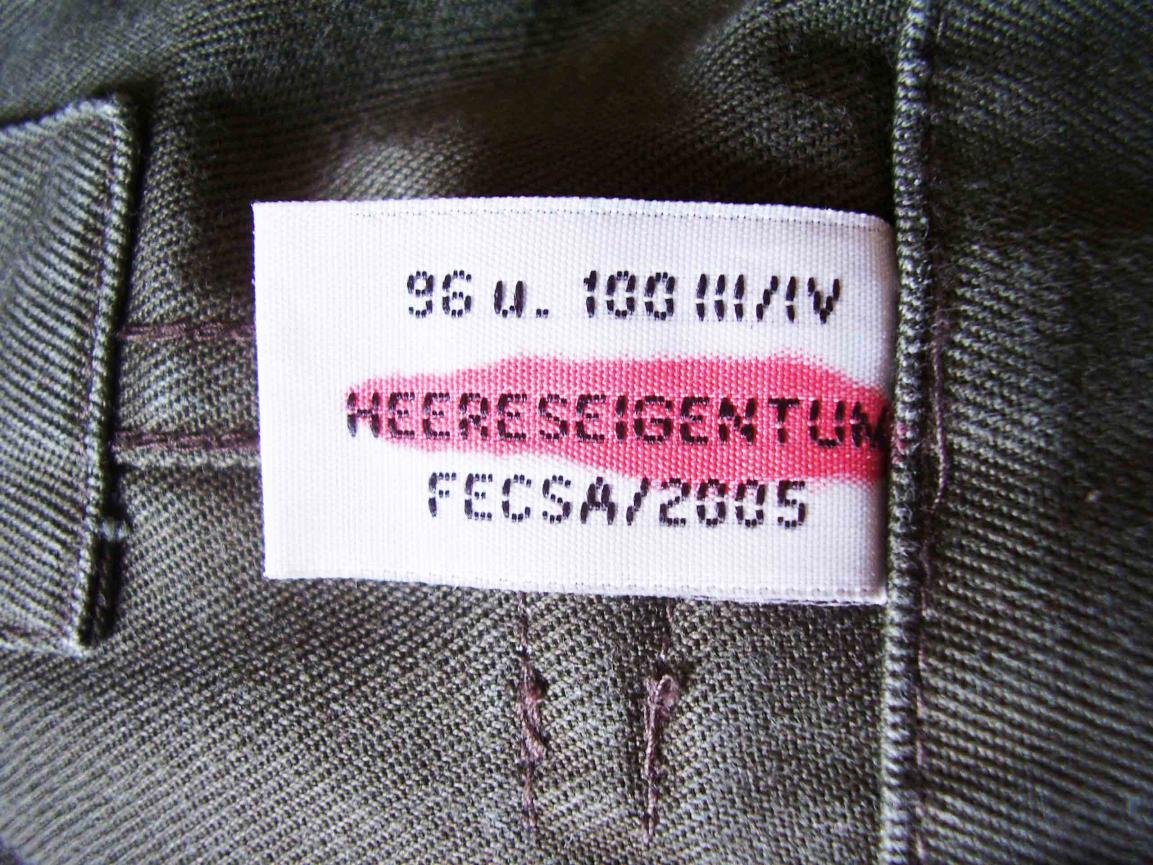 96 u. 100 III/IV
HEERESEIGENTUM
FECSA/2005